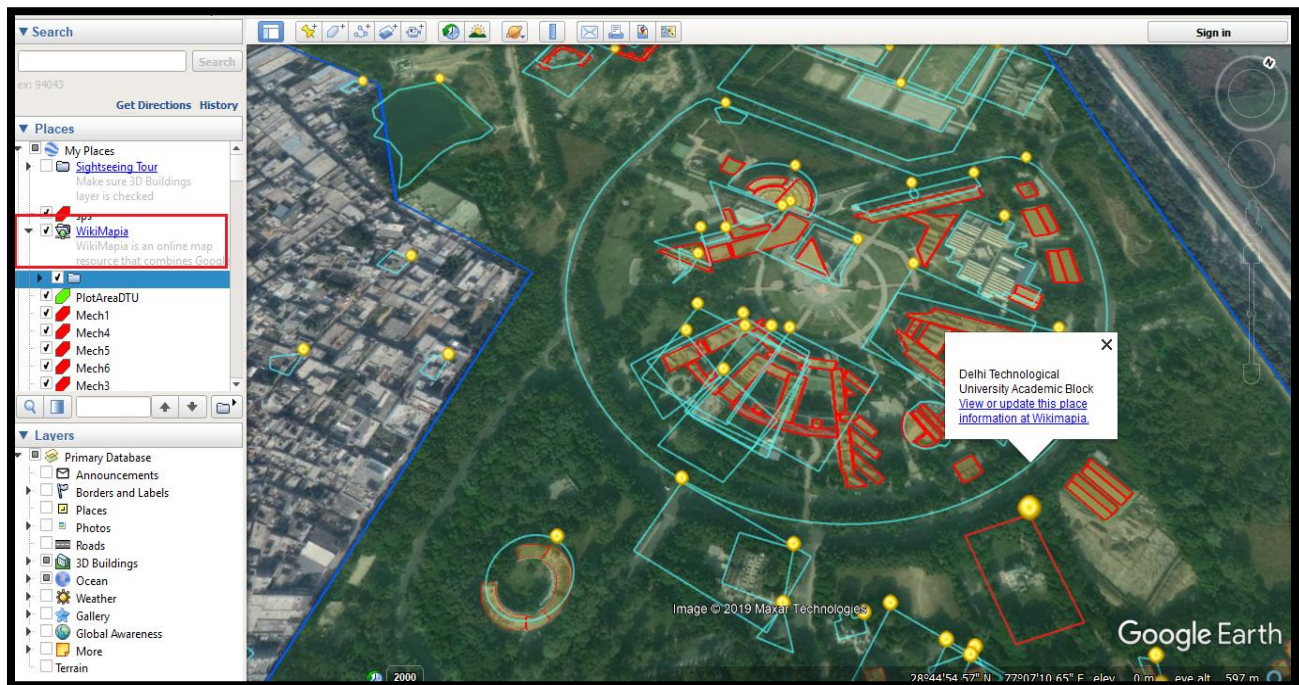 Search
Search
ex: 94043
Get Directions History
Places
My Places
Sightseeing Tour
Make sure 3D Buildings
layer is checked
sps
WikiMapia
WikiMapia is an online map
resource that combines Google
PlotAreaDTU
Mech1
Mech4
Mech5
Mech6
Mech3
Layers
Primary Database
Announcements
Borders and Labels
Places
Photos
Roads
3D Buildings
Ocean
Weather
Gallery
Global Awareness
More
Terrain
Sign in
N
Delhi Technological
University Academic Block
View or update this place
information at Wikimapia.
Image © 2019 Maxar Technologies
Google Earth
2000
28°44'54.57" N 77°07'10.65" E elev 0 m eye alt 597 m